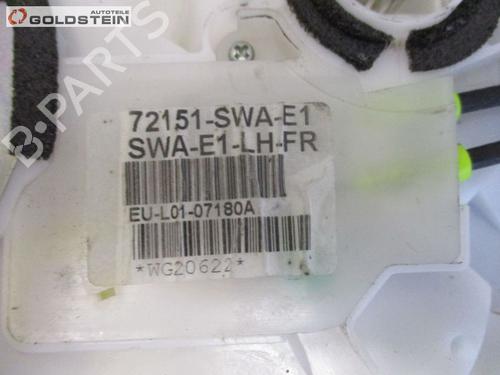 Autoteile
GOLDSTEIN
B-PARTS
72151-SWA-E1
SWA-E1-LH-FR
EU-L01-07180A
*WG20622*